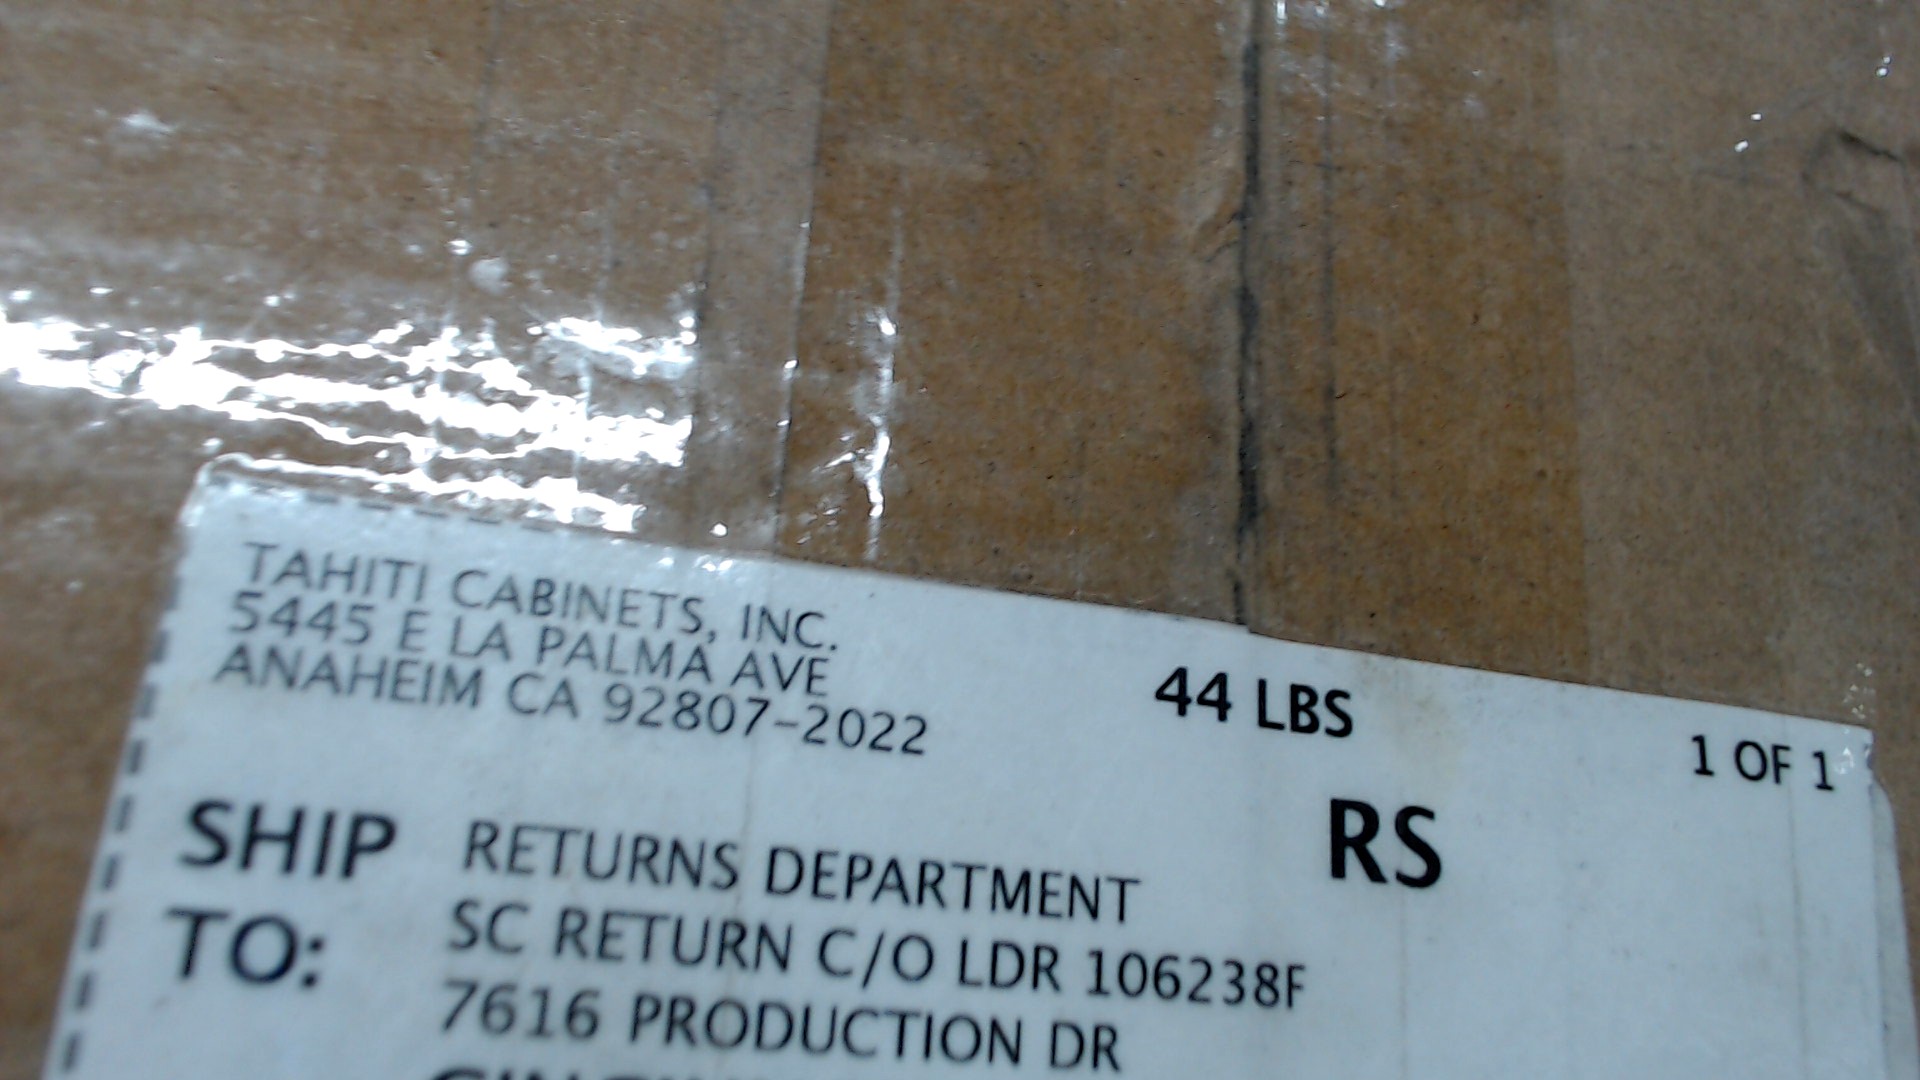 TAHITI CABINETS, INC.
5445 E LA PALMA AVE
ANAHEIM CA 92807-2022
44 LBS
1 OF 1
RS
SHIP
TO:
RETURNS DEPARTMENT
SC RETURN C/O LDR 106238F
7616 PRODUCTION DR